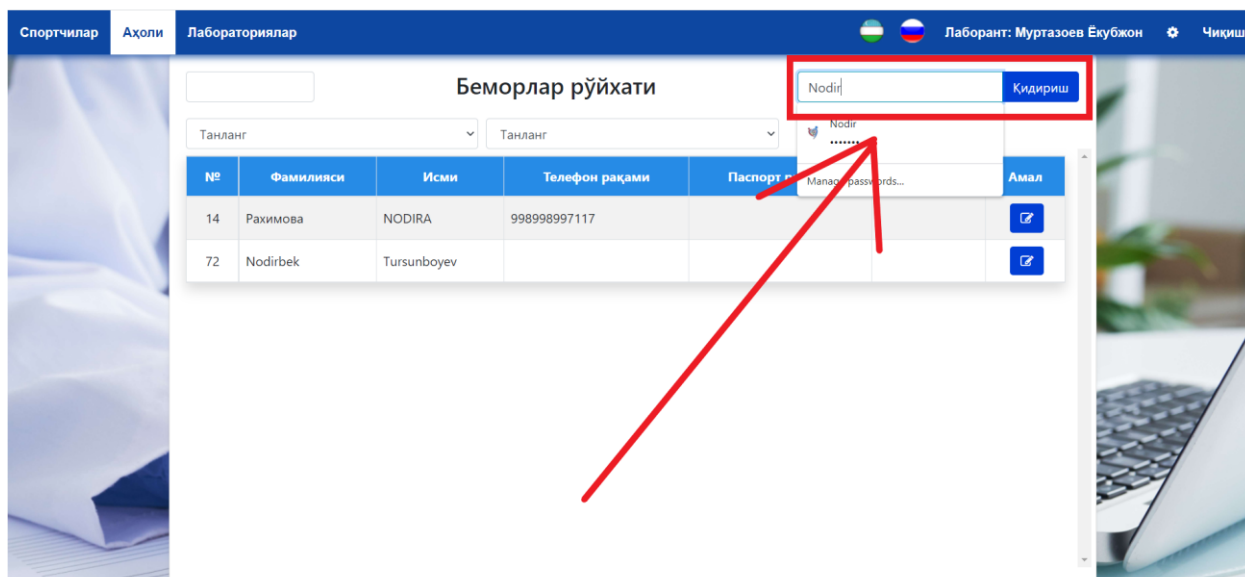 Спортчилар Аҳоли Лабораториялар Лаборант: Муртазоев Ёкубжон Чиқиш
Беморлар рўйхати Nodir Қидириш
Танланг Танланг Nodir
•••••••
Manage passwords...
№ Фамилияси Исми Телефон рақами Паспорт Амал
14 Рахимова NODIRA 998998997117
72 Nodirbek Tursunboyev